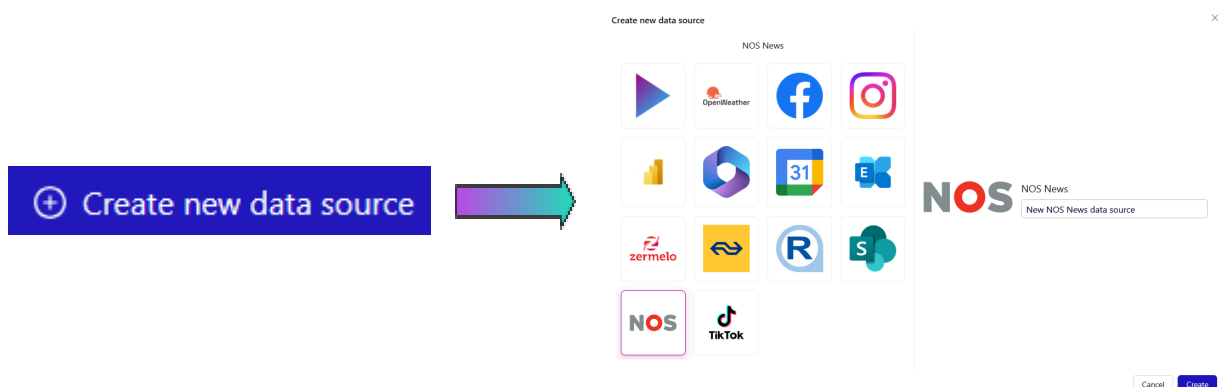 Create new data source
Create new data source
NOS News
OpenWeather
31
E
zermelo
R
S
NOS
TikTok
NOS
NOS News
New NOS News data source
Cancel
Create